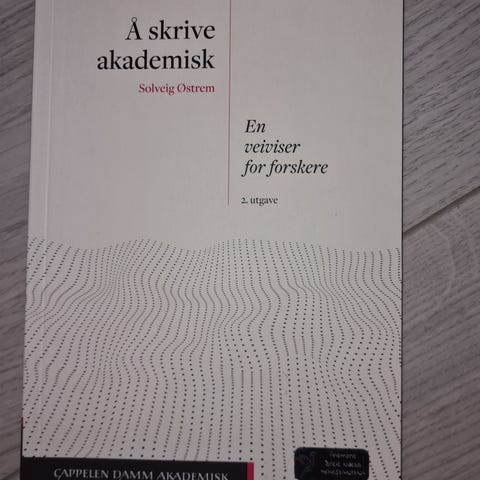 Å skrive
akademisk
Solveig Østrem
En
veiviser
for forskere
2. utgave
CAPPELEN DAMM AKADEMISK